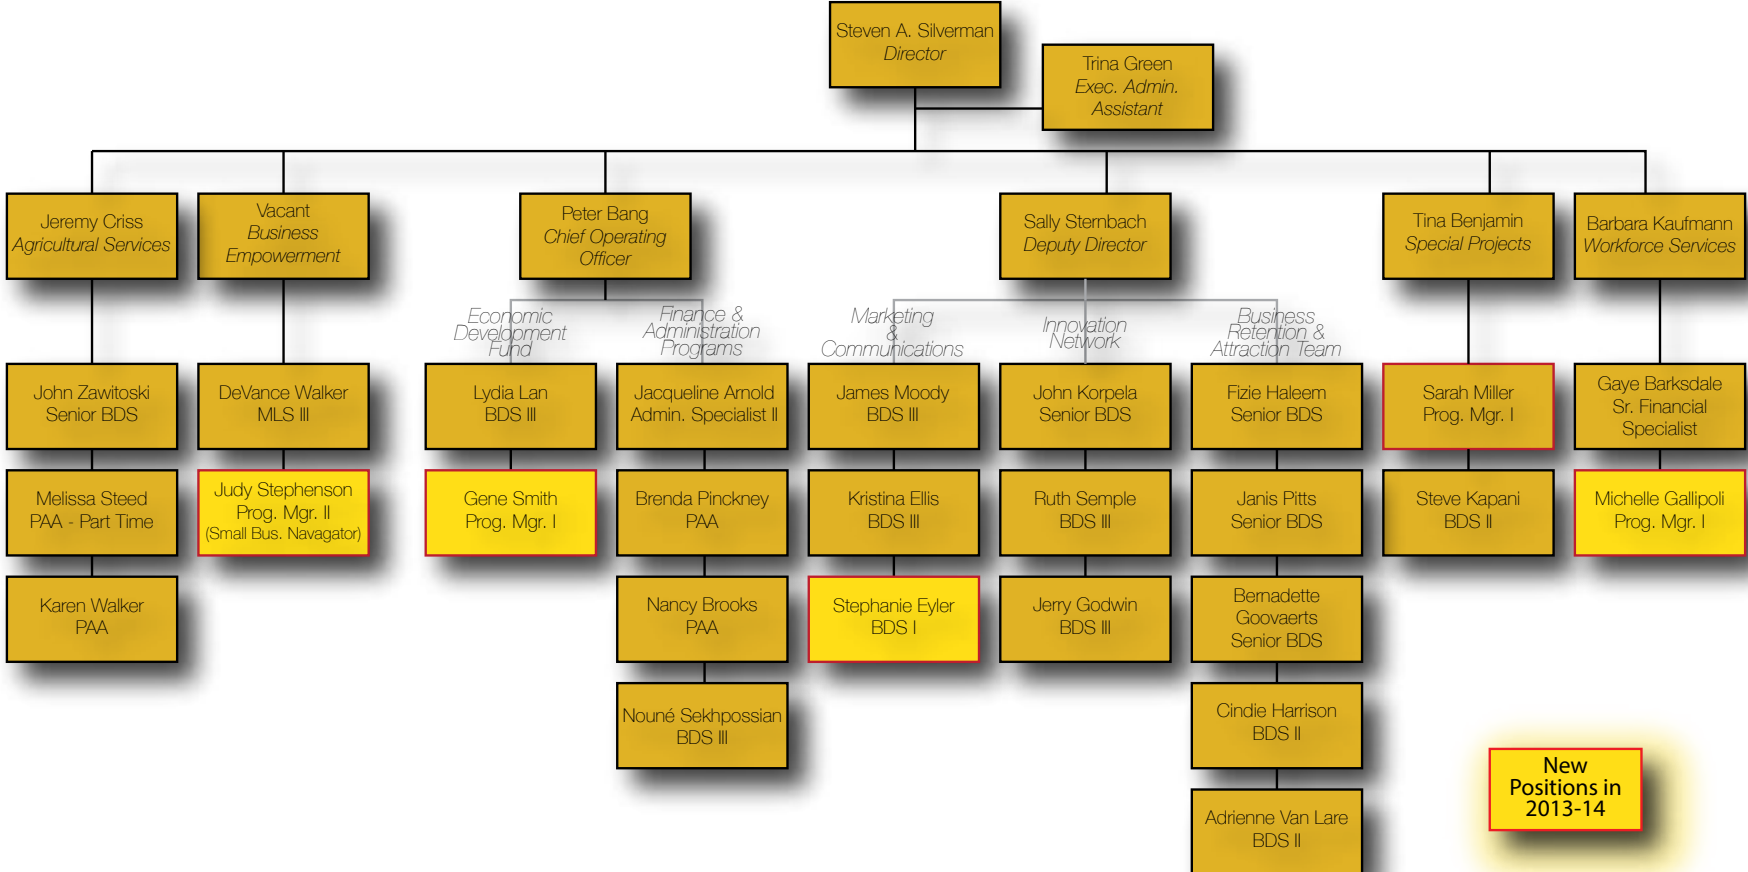 Steven A. Silverman
Director
Trina Green
Exec. Admin.
Assistant
Jeremy Criss
Agricultural Services
Vacant
Business
Empowerment
Peter Bang
Chief Operating
Officer
Sally Sternbach
Deputy Director
Tina Benjamin
Special Projects
Barbara Kaufmann
Workforce Services
Economic
Development
Fund
Finance &
Administration
Programs
Marketing
&
Communications
Innovation
Network
Business
Retention &
Attraction Team
John Zawitoski
Senior BDS
DeVance Walker
MLS III
Lydia Lan
BDS III
Jacqueline Arnold
Admin. Specialist II
James Moody
BDS III
John Korpela
Senior BDS
Fizie Haleem
Senior BDS
Sarah Miller
Prog. Mgr. I
Gaye Barksdale
Sr. Financial
Specialist
Melissa Steed
PAA - Part Time
Judy Stephenson
Prog. Mgr. II
(Small Bus. Navagator)
Gene Smith
Prog. Mgr. I
Brenda Pinckney
PAA
Kristina Ellis
BDS III
Ruth Semple
BDS III
Janis Pitts
Senior BDS
Steve Kapani
BDS II
Michelle Gallipoli
Prog. Mgr. I
Karen Walker
PAA
Nancy Brooks
PAA
Stephanie Eyler
BDS I
Jerry Godwin
BDS III
Bernadette
Goovaerts
Senior BDS
Nouné Sekhpossian
BDS III
Cindie Harrison
BDS II
Adrienne Van Lare
BDS II
New
Positions in
2013-14